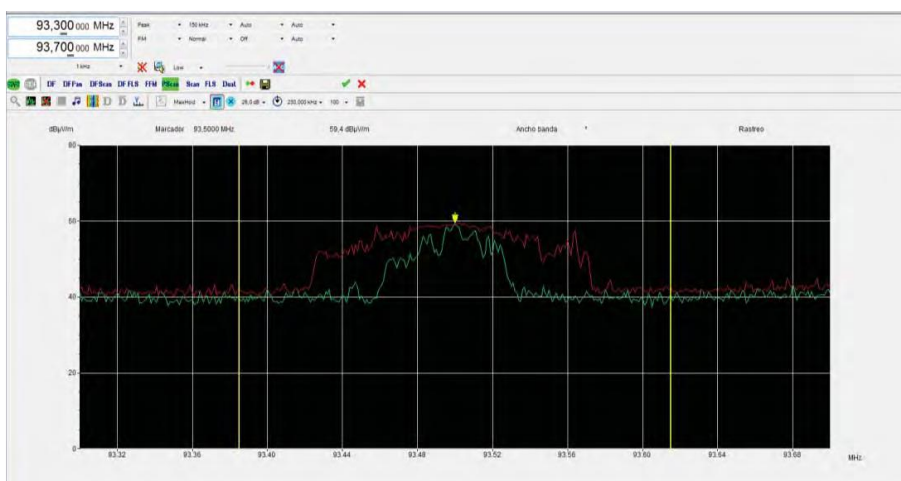 93,300 000 MHz Peak 150 kHz Auto Auto
93,700 000 MHz FM Normal Off Auto
1 kHz Low
DF DFPan DFScan DF FLS FFM PScan Scan FLS Dual
MaxHold 25,0 dB 230,000 kHz 100
dBµV/m Marcador 93,5000 MHz 59,4 dBµV/m Ancho banda * Rastreo
80
60
40
20
0
93.32 93.36 93.40 93.44 93.48 93.52 93.56 93.60 93.64 93.68 MHz